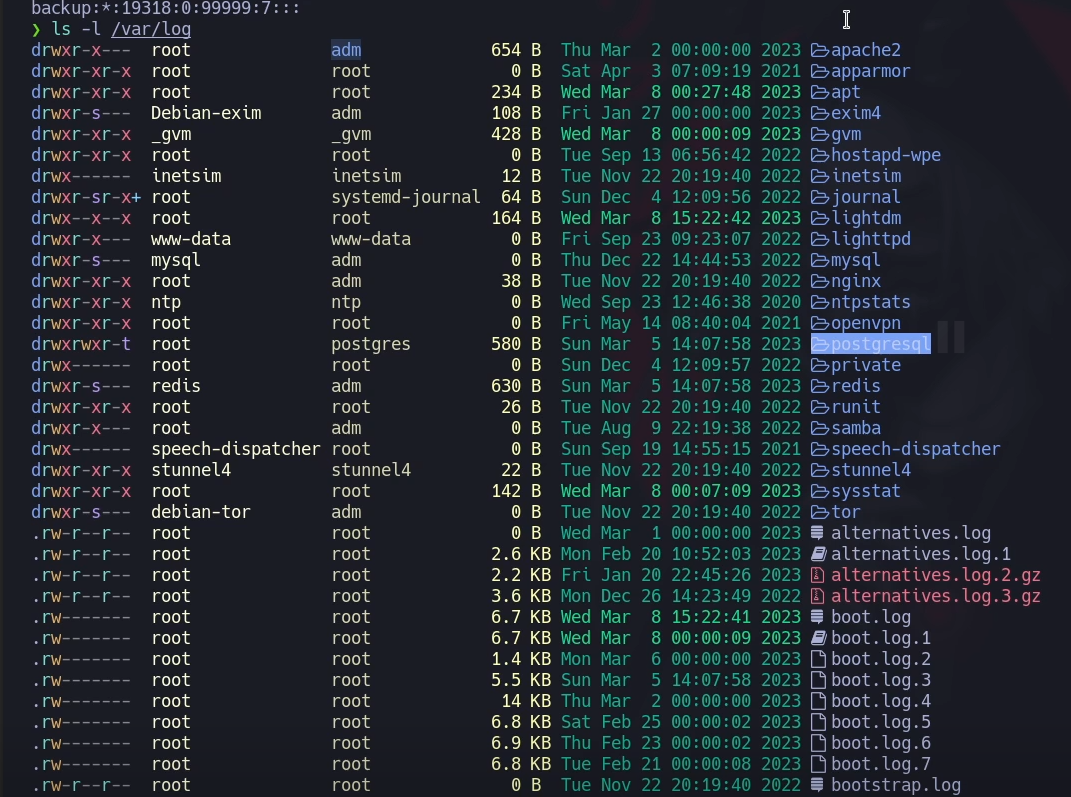 backup:*:19318:0:99999:7:::
❯ ls -l /var/log
drwxr-x--- root adm 654 B Thu Mar 2 00:00:00 2023 apache2
drwxr-xr-x root root 0 B Sat Apr 3 07:09:19 2021 apparmor
drwxr-xr-x root root 234 B Wed Mar 8 00:27:48 2023 apt
drwxr-s--- Debian-exim adm 108 B Fri Jan 27 00:00:00 2023 exim4
drwxr-xr-x _gvm _gvm 428 B Wed Mar 8 00:00:09 2023 gvm
drwxr-xr-x root root 0 B Tue Sep 13 06:56:42 2022 hostapd-wpe
drwx------ inetsim inetsim 12 B Tue Nov 22 20:19:40 2022 inetsim
drwxr-sr-x+ root systemd-journal 64 B Sun Dec 4 12:09:56 2022 journal
drwx--x--x root root 164 B Wed Mar 8 15:22:42 2023 lightdm
drwxr-x--- www-data www-data 0 B Fri Sep 23 09:23:07 2022 lighttpd
drwxr-s--- mysql adm 0 B Thu Dec 22 14:44:53 2022 mysql
drwxr-xr-x root adm 38 B Tue Nov 22 20:19:40 2022 nginx
drwxr-xr-x ntp ntp 0 B Wed Sep 23 12:46:38 2020 ntpstats
drwxr-xr-x root root 0 B Fri May 14 08:40:04 2021 openvpn
drwxrwxr-t root postgres 580 B Sun Mar 5 14:07:58 2023 postgresql
drwx------ root root 0 B Sun Dec 4 12:09:57 2022 private
drwxr-s--- redis adm 630 B Sun Mar 5 14:07:58 2023 redis
drwxr-xr-x root root 26 B Tue Nov 22 20:19:40 2022 runit
drwxr-x--- root adm 0 B Tue Aug 9 22:19:38 2022 samba
drwx------ speech-dispatcher root 0 B Sun Sep 19 14:55:15 2021 speech-dispatcher
drwxr-xr-x stunnel4 stunnel4 22 B Tue Nov 22 20:19:40 2022 stunnel4
drwxr-xr-x root root 142 B Wed Mar 8 00:07:09 2023 sysstat
drwxr-s--- debian-tor adm 0 B Tue Nov 22 20:19:40 2022 tor
.rw-r--r-- root root 0 B Wed Mar 1 00:00:00 2023 alternatives.log
.rw-r--r-- root root 2.6 KB Mon Feb 20 10:52:03 2023 alternatives.log.1
.rw-r--r-- root root 2.2 KB Fri Jan 20 22:45:26 2023 alternatives.log.2.gz
.rw-r--r-- root root 3.6 KB Mon Dec 26 14:23:49 2022 alternatives.log.3.gz
.rw------- root root 6.7 KB Wed Mar 8 15:22:41 2023 boot.log
.rw------- root root 6.7 KB Wed Mar 8 00:00:09 2023 boot.log.1
.rw------- root root 1.4 KB Mon Mar 6 00:00:00 2023 boot.log.2
.rw------- root root 5.5 KB Sun Mar 5 14:07:58 2023 boot.log.3
.rw------- root root 14 KB Thu Mar 2 00:00:00 2023 boot.log.4
.rw------- root root 6.8 KB Sat Feb 25 00:00:02 2023 boot.log.5
.rw------- root root 6.9 KB Thu Feb 23 00:00:02 2023 boot.log.6
.rw------- root root 6.8 KB Tue Feb 21 00:00:08 2023 boot.log.7
.rw-r--r-- root root 0 B Tue Nov 22 20:19:40 2022 bootstrap.log